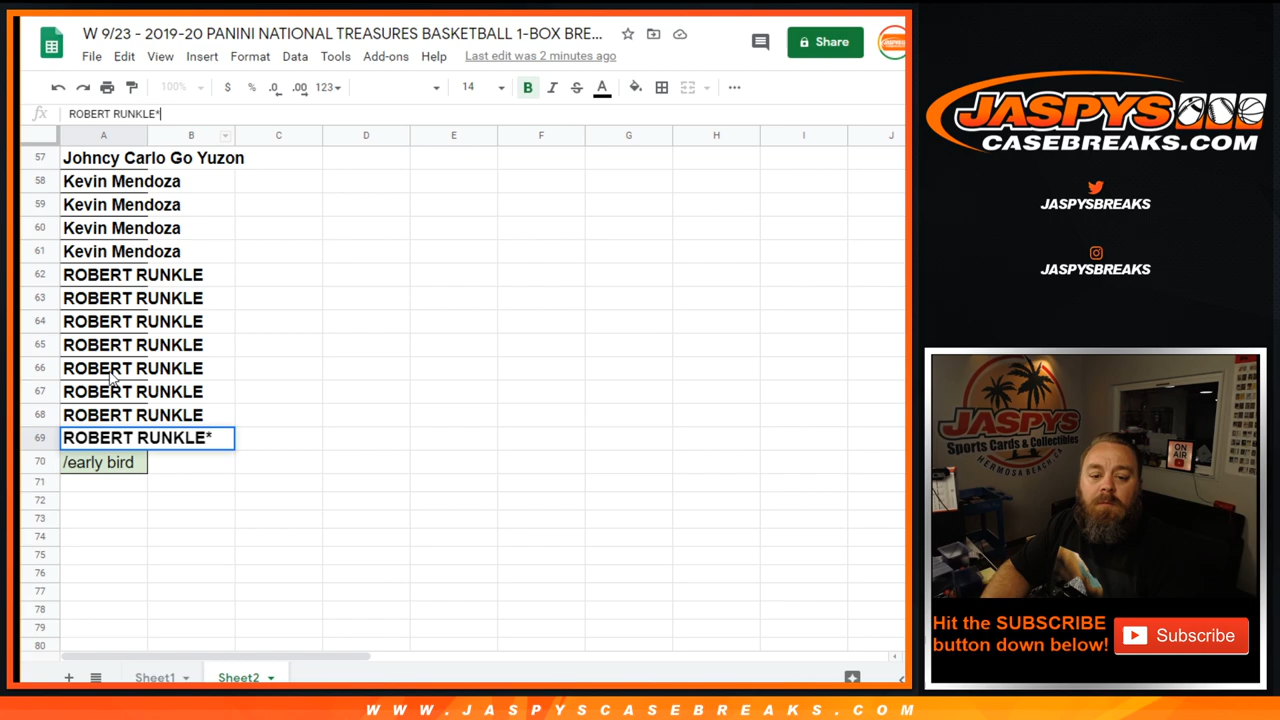 W 9/23 - 2019-20 PANINI NATIONAL TREASURES BASKETBALL 1-BOX BRE...
Share
File Edit View Insert Format Data Tools Add-ons Help Last edit was 2 minutes ago
100% $ % .0 .00 123 14 B I S A
fx ROBERT RUNKLE*
A B C D E F G H I J
57 Johncy Carlo Go Yuzon
58 Kevin Mendoza
59 Kevin Mendoza
60 Kevin Mendoza
61 Kevin Mendoza
62 ROBERT RUNKLE
63 ROBERT RUNKLE
64 ROBERT RUNKLE
65 ROBERT RUNKLE
66 ROBERT RUNKLE
67 ROBERT RUNKLE
68 ROBERT RUNKLE
69 ROBERT RUNKLE*
70 /early bird
71
72
73
74
75
76
77
78
79
80
Sheet1 Sheet2
JASPYS
CASEBREAKS.COM
JASPYSBREAKS
JASPYSBREAKS
JASPYS
Sports Cards & Collectibles
HERMOSA BEACH, CA
ON AIR
Hit the SUBSCRIBE
button down below!
Subscribe
WWW.JASPYSCASEBREAKS.COM